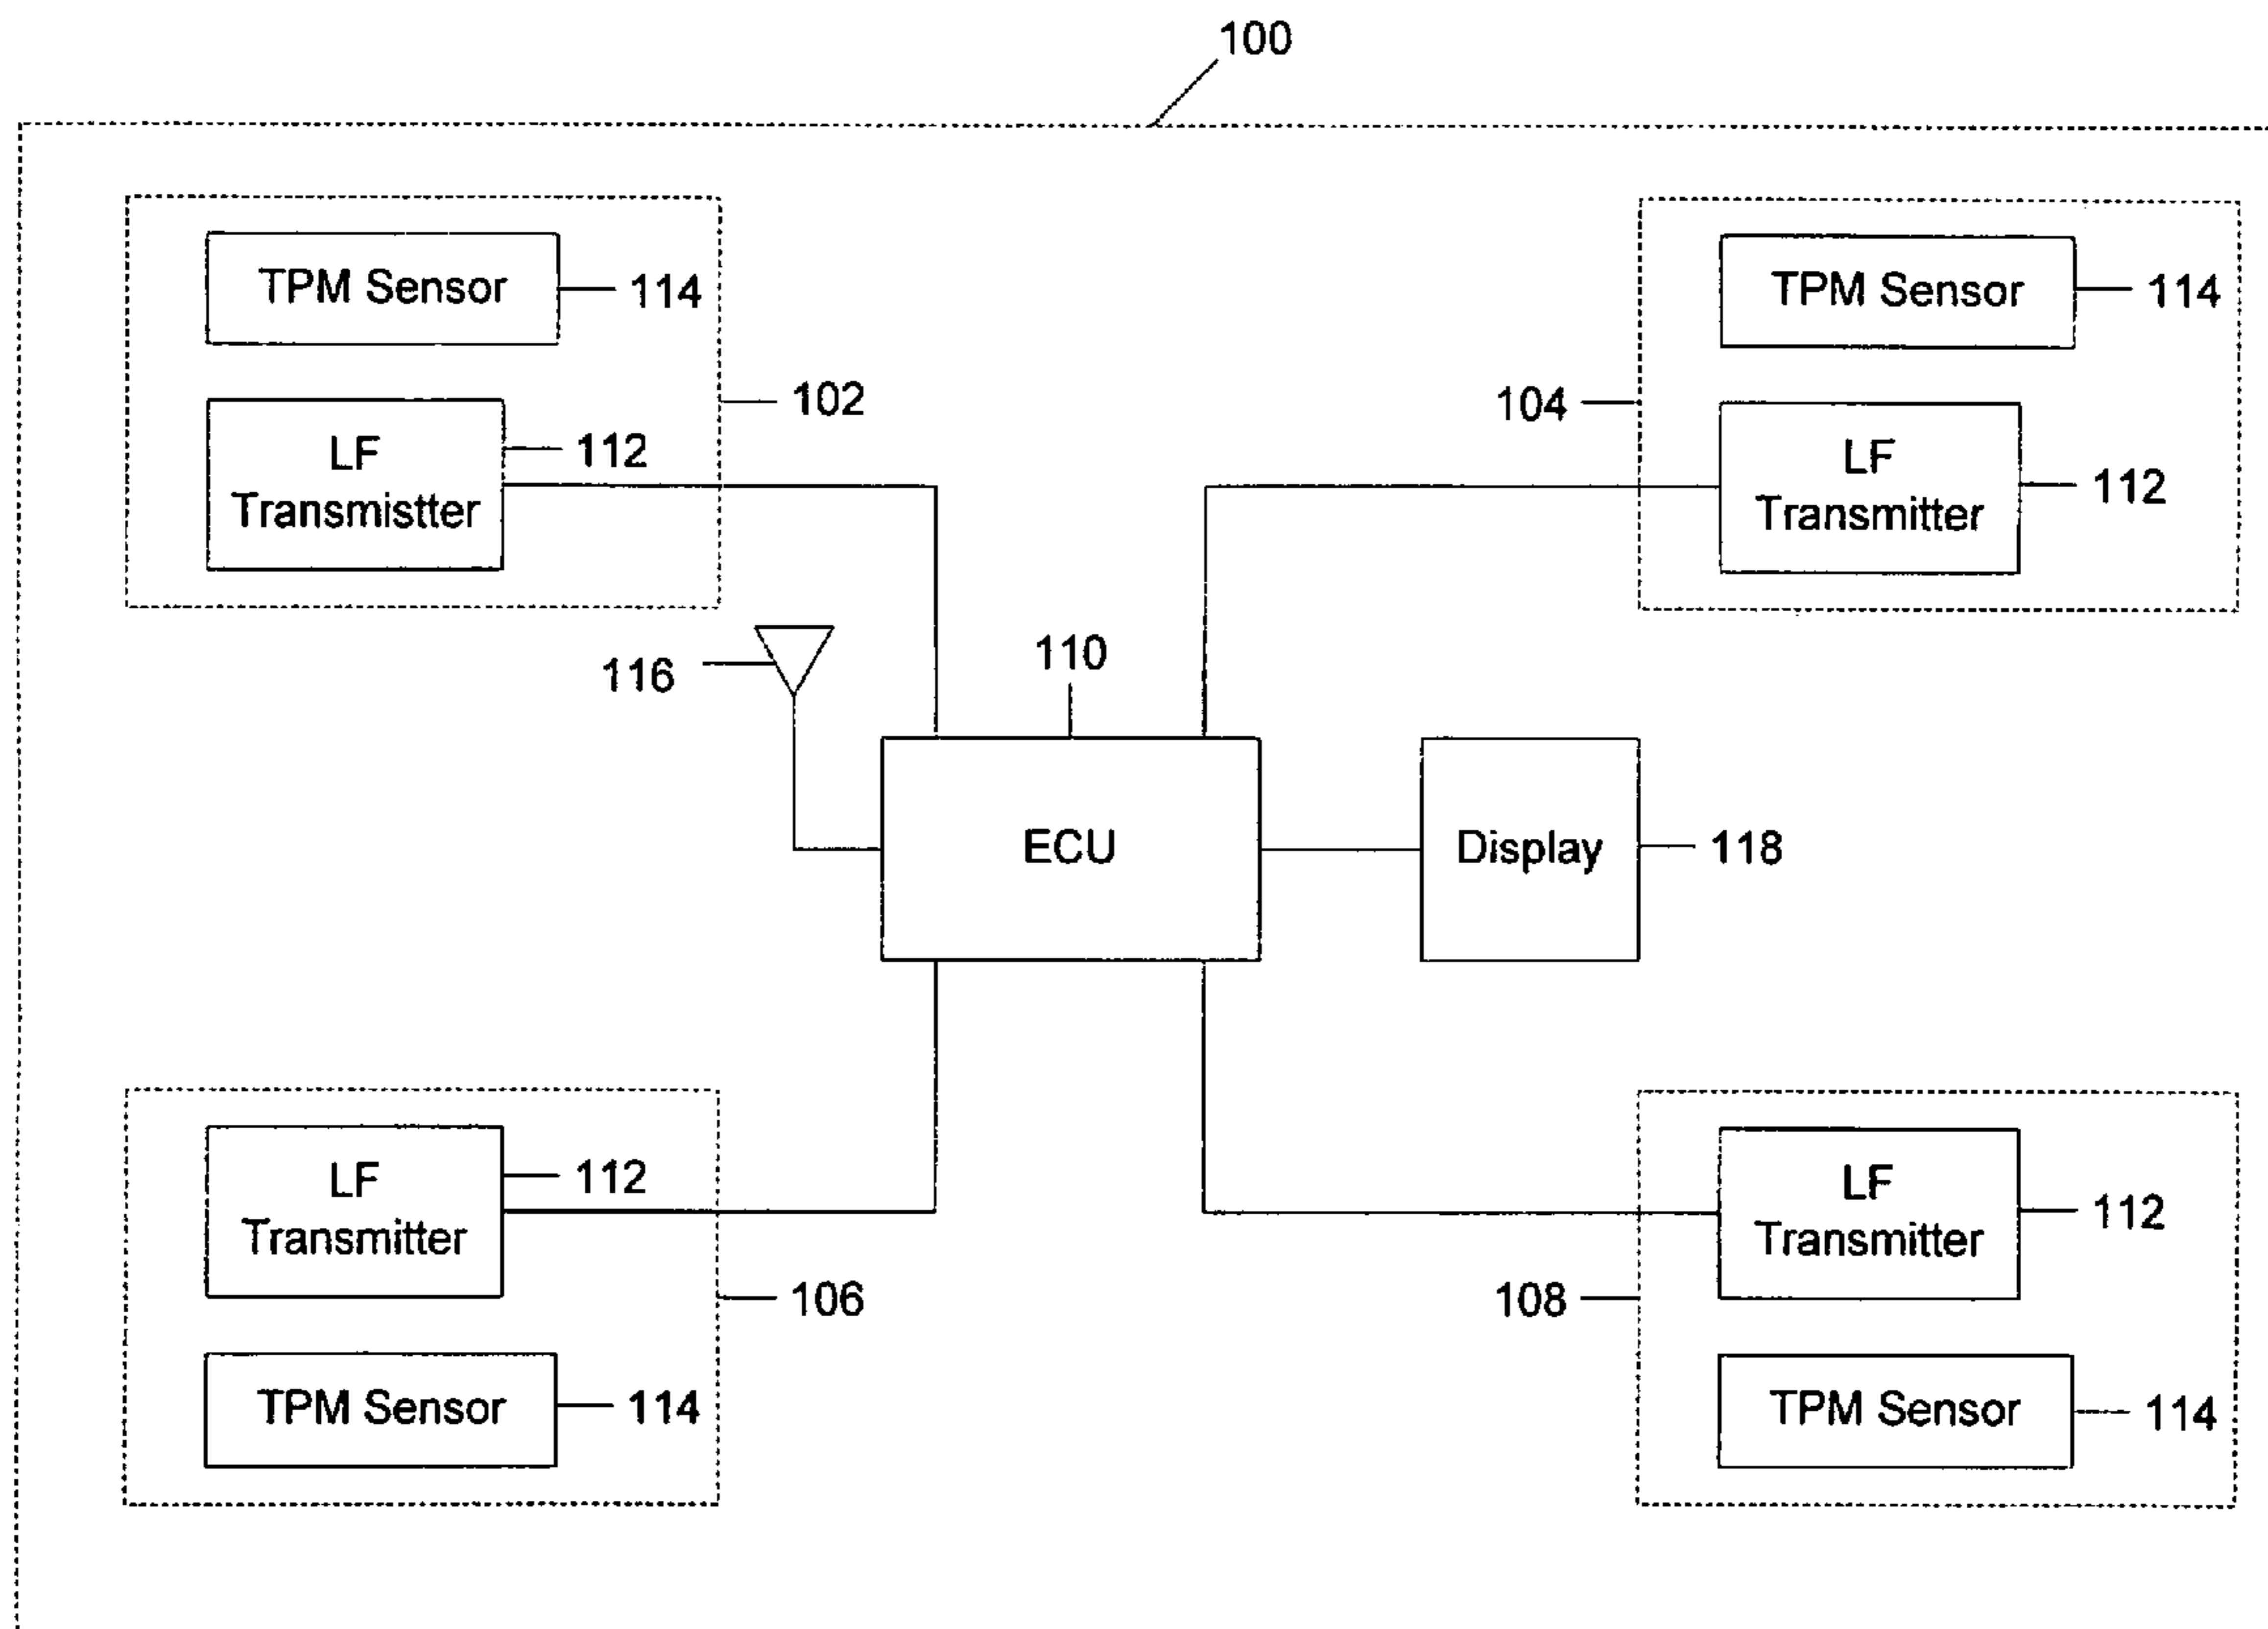 100
TPM Sensor
114
TPM Sensor
114
102
104
LF
Transmistter
112
LF
Transmitter
112
116
110
ECU
Display
118
LF
Transmitter
112
LF
Transmitter
112
106
108
TPM Sensor
114
TPM Sensor
114